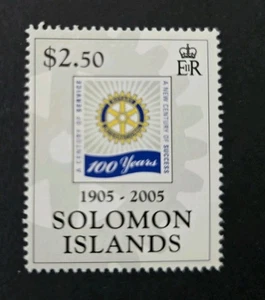 $2.50
EIIR
A CENTURY OF SERVICE
A NEW CENTURY OF SUCCESS
100 Years
1905 - 2005
SOLOMON
ISLANDS